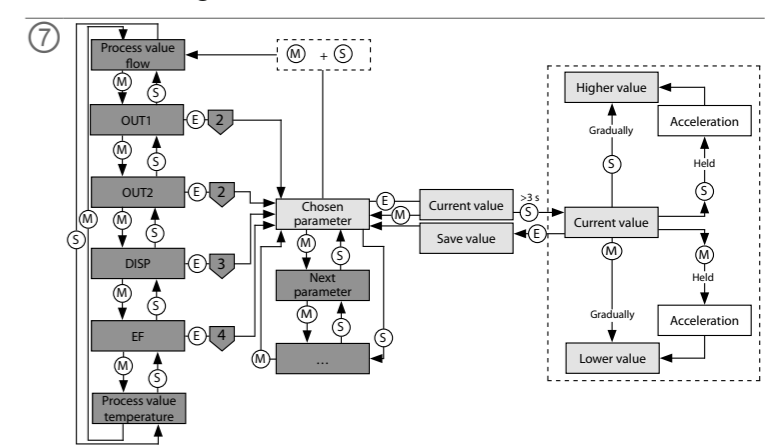 7
Process value
flow
M + S
M
S
OUT1
E
2
M
S
OUT2
E
2
M
S
M
S
DISP
E
3
M
S
EF
E
4
M
S
Process value
temperature
Chosen
parameter
M
S
Next
parameter
M
S
...
M
S
E
M
Current value
>3 s
S
Save value
E
Higher value
Gradually
S
Acceleration
Held
S
Current value
M
Gradually
M
Held
Acceleration
Lower value